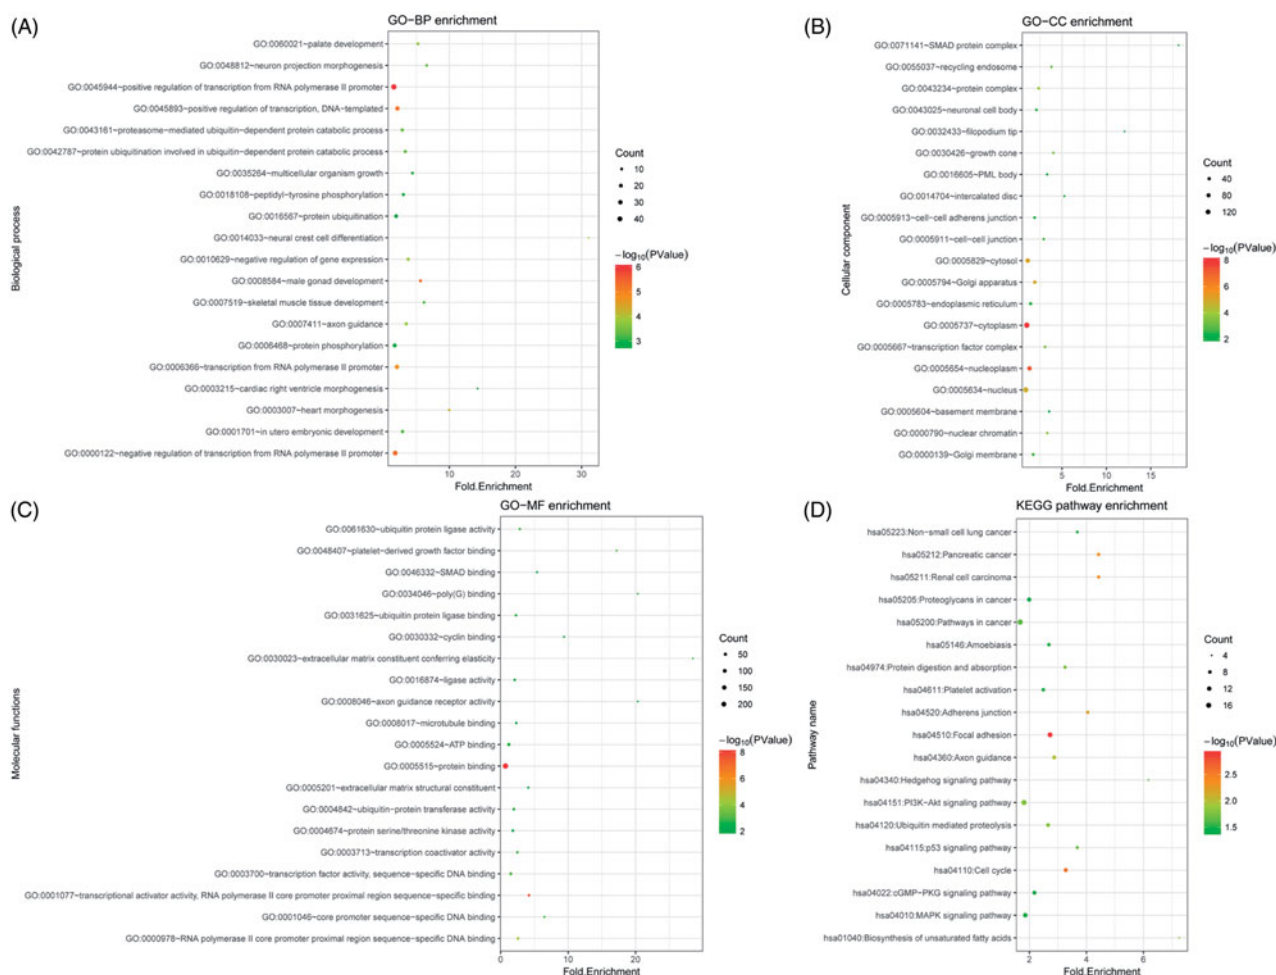 (A)
GO-BP enrichment
GO:0060021~palate development
GO:0048812~neuron projection morphogenesis
GO:0045944~positive regulation of transcription from RNA polymerase II promoter
GO:0045893~positive regulation of transcription, DNA-templated
GO:0043161~proteasome-mediated ubiquitin-dependent protein catabolic process
GO:0042787~protein ubiquitination involved in ubiquitin-dependent protein catabolic process
GO:0035264~multicellular organism growth
GO:0018108~peptidyl-tyrosine phosphorylation
GO:0016567~protein ubiquitination
GO:0014033~neural crest cell differentiation
GO:0010629~negative regulation of gene expression
GO:0008584~male gonad development
GO:0007519~skeletal muscle tissue development
GO:0007411~axon guidance
GO:0006468~protein phosphorylation
GO:0006366~transcription from RNA polymerase II promoter
GO:0003215~cardiac right ventricle morphogenesis
GO:0003007~heart morphogenesis
GO:0001701~in utero embryonic development
GO:0000122~negative regulation of transcription from RNA polymerase II promoter
Biological process
10 20 30
Fold.Enrichment
Count
10
20
30
40
-log10(PValue)
6
5
4
3
(B)
GO-CC enrichment
GO:0071141~SMAD protein complex
GO:0055037~recycling endosome
GO:0043234~protein complex
GO:0043025~neuronal cell body
GO:0032433~filopodium tip
GO:0030426~growth cone
GO:0016605~PML body
GO:0014704~intercalated disc
GO:0005913~cell-cell adherens junction
GO:0005911~cell-cell junction
GO:0005829~cytosol
GO:0005794~Golgi apparatus
GO:0005783~endoplasmic reticulum
GO:0005737~cytoplasm
GO:0005667~transcription factor complex
GO:0005654~nucleoplasm
GO:0005634~nucleus
GO:0005604~basement membrane
GO:0000790~nuclear chromatin
GO:0000139~Golgi membrane
Cellular component
5 10 15
Fold.Enrichment
Count
40
80
120
-log10(PValue)
8
6
4
2
(C)
GO-MF enrichment
GO:0061630~ubiquitin protein ligase activity
GO:0048407~platelet-derived growth factor binding
GO:0046332~SMAD binding
GO:0034046~poly(G) binding
GO:0031625~ubiquitin protein ligase binding
GO:0030332~cyclin binding
GO:0030023~extracellular matrix constituent conferring elasticity
GO:0016874~ligase activity
GO:0008046~axon guidance receptor activity
GO:0008017~microtubule binding
GO:0005524~ATP binding
GO:0005515~protein binding
GO:0005201~extracellular matrix structural constituent
GO:0004842~ubiquitin-protein transferase activity
GO:0004674~protein serine/threonine kinase activity
GO:0003713~transcription coactivator activity
GO:0003700~transcription factor activity, sequence-specific DNA binding
GO:0001077~transcriptional activator activity, RNA polymerase II core promoter proximal region sequence-specific binding
GO:0001046~core promoter sequence-specific DNA binding
GO:0000978~RNA polymerase II core promoter proximal region sequence-specific DNA binding
Molecular functions
0 10 20
Fold.Enrichment
Count
50
100
150
200
-log10(PValue)
8
6
4
2
(D)
KEGG pathway enrichment
hsa05223:Non-small cell lung cancer
hsa05212:Pancreatic cancer
hsa05211:Renal cell carcinoma
hsa05205:Proteoglycans in cancer
hsa05200:Pathways in cancer
hsa05146:Amoebiasis
hsa04974:Protein digestion and absorption
hsa04611:Platelet activation
hsa04520:Adherens junction
hsa04510:Focal adhesion
hsa04360:Axon guidance
hsa04340:Hedgehog signaling pathway
hsa04151:PI3K-Akt signaling pathway
hsa04120:Ubiquitin mediated proteolysis
hsa04115:p53 signaling pathway
hsa04110:Cell cycle
hsa04022:cGMP-PKG signaling pathway
hsa04010:MAPK signaling pathway
hsa01040:Biosynthesis of unsaturated fatty acids
Pathway name
2 4 6
Fold.Enrichment
Count
4
8
12
16
-log10(PValue)
2.5
2.0
1.5